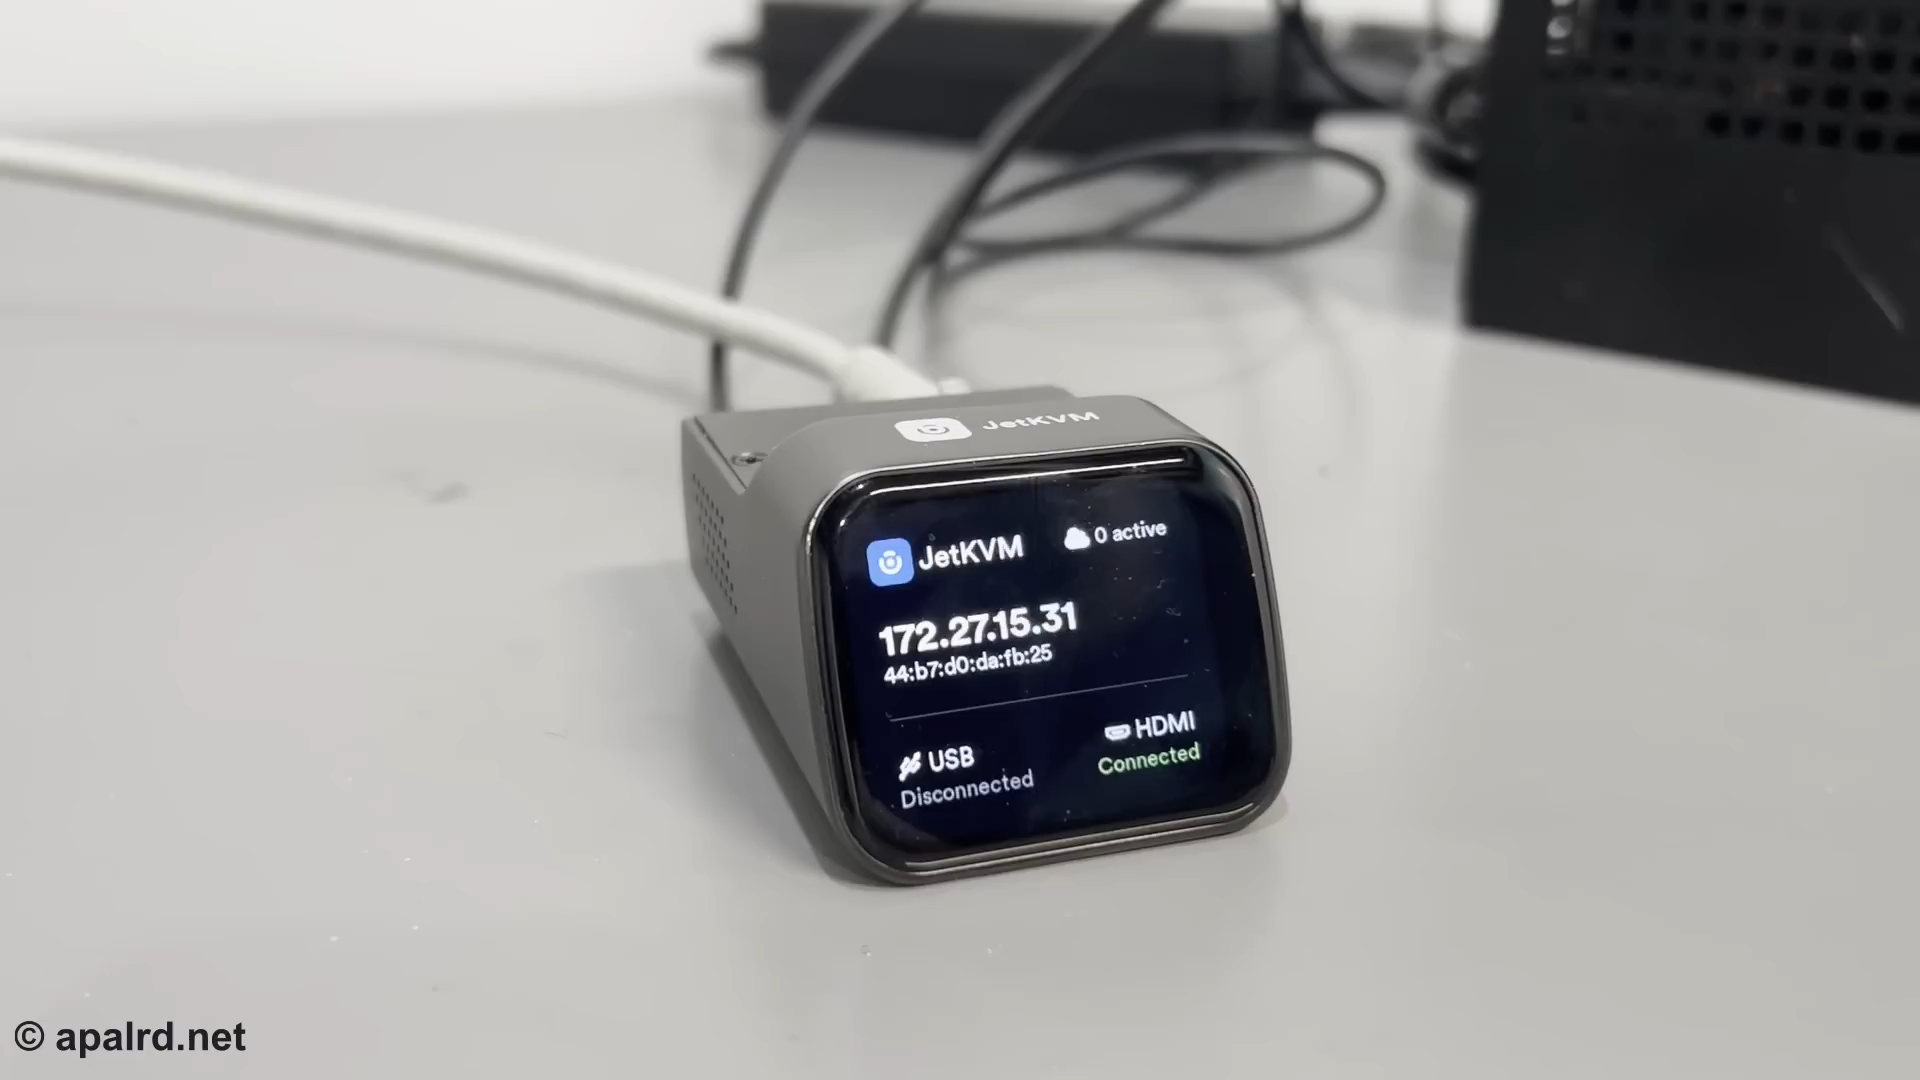 JetKVM
JetKVM
0 active
172.27.15.31
44:b7:d0:da:fb:25
USB
Disconnected
HDMI
Connected
© apalrd.net